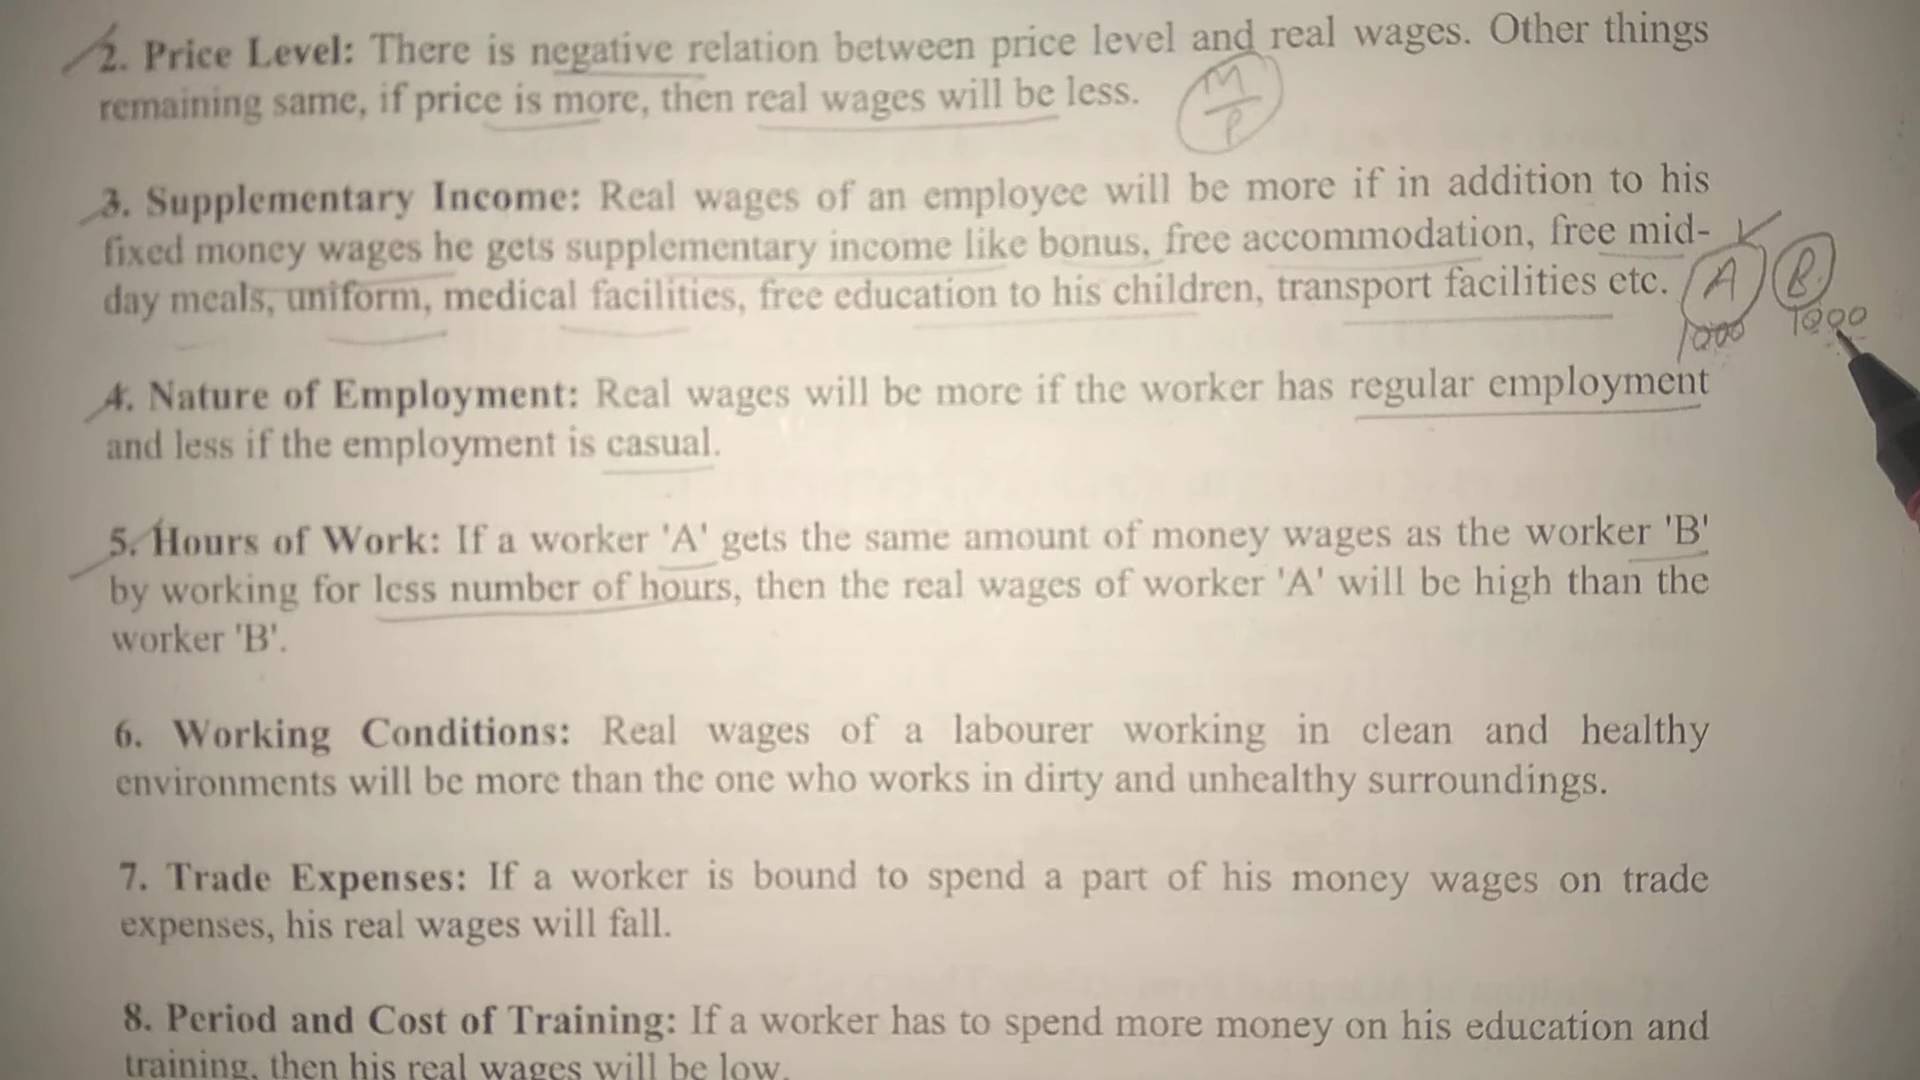 2. Price Level: There is negative relation between price level and real wages. Other things
remaining same, if price is more, then real wages will be less.
M
P
3. Supplementary Income: Real wages of an employee will be more if in addition to his
fixed money wages he gets supplementary income like bonus, free accommodation, free mid-
day meals, uniform, medical facilities, free education to his children, transport facilities etc.
A B
1000 1000
4. Nature of Employment: Real wages will be more if the worker has regular employment
and less if the employment is casual.
5. Hours of Work: If a worker 'A' gets the same amount of money wages as the worker 'B'
by working for less number of hours, then the real wages of worker 'A' will be high than the
worker 'B'.
6. Working Conditions: Real wages of a labourer working in clean and healthy
environments will be more than the one who works in dirty and unhealthy surroundings.
7. Trade Expenses: If a worker is bound to spend a part of his money wages on trade
expenses, his real wages will fall.
8. Period and Cost of Training: If a worker has to spend more money on his education and
training, then his real wages will be low.